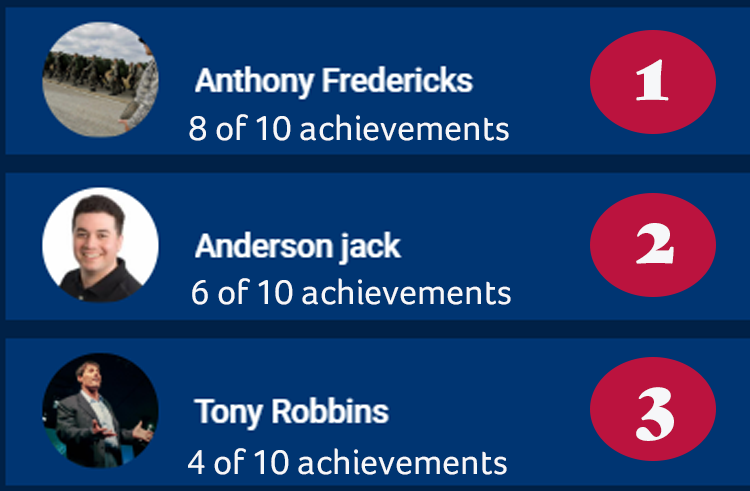 Anthony Fredericks
8 of 10 achievements
1
Anderson jack
6 of 10 achievements
2
Tony Robbins
4 of 10 achievements
3